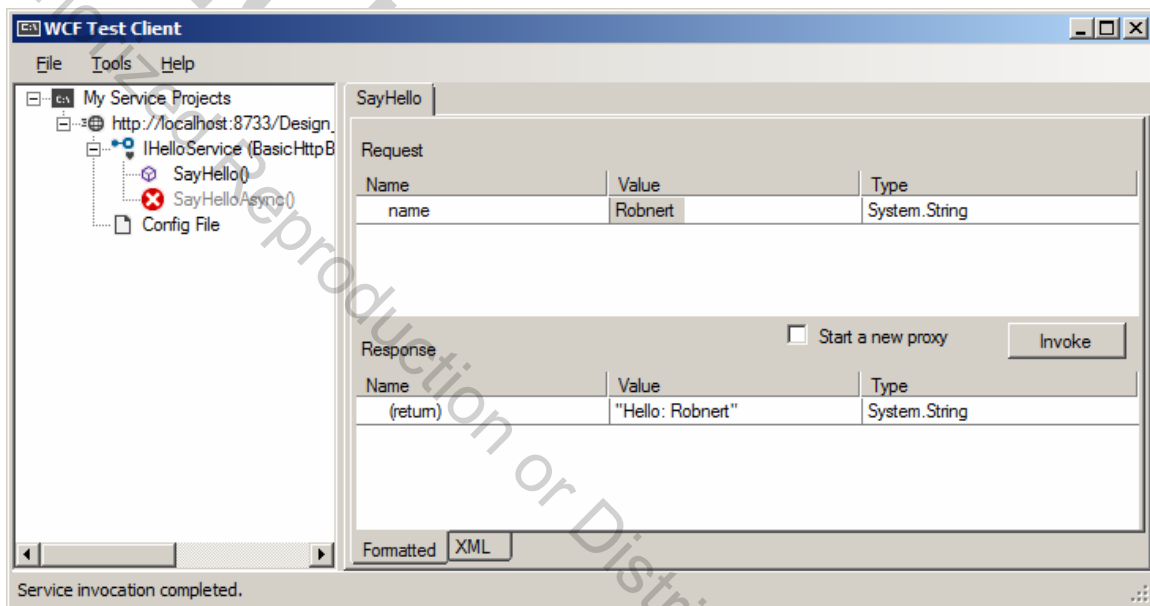 WCF Test Client
File Tools Help
My Service Projects
http://localhost:8733/Design_
IHelloService (BasicHttpB
SayHello()
SayHelloAsync()
Config File
SayHello
Request
Name Value Type
name Robnert System.String
Start a new proxy Invoke
Response
Name Value Type
(return) "Hello: Robnert" System.String
Formatted XML
Service invocation completed.
Reproduction or